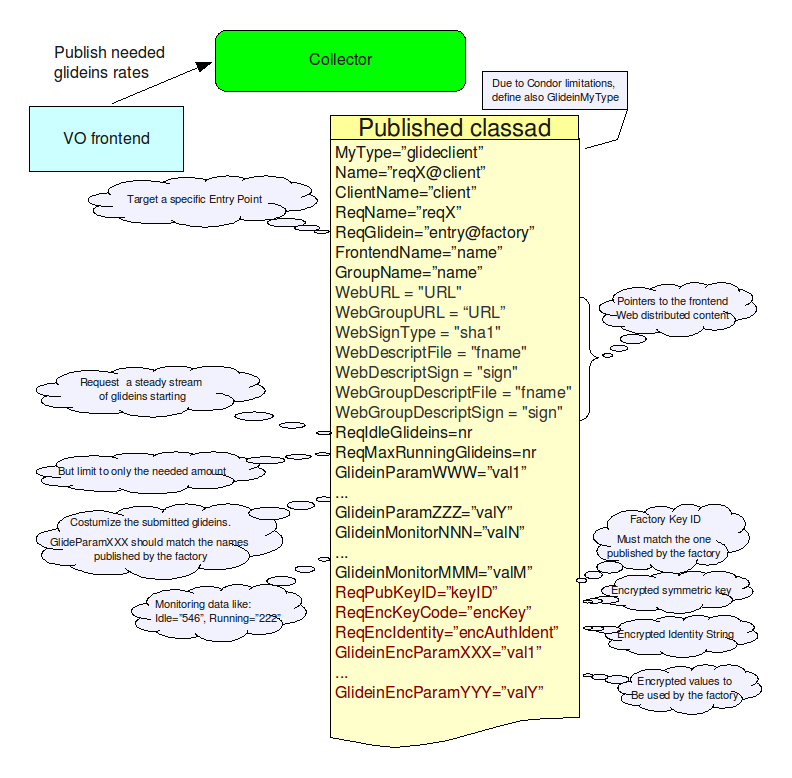 Publish needed
glideins rates
Collector
VO frontend
Due to Condor limitations,
define also GlideinMyType
Published classad
MyType=”glideclient”
Name=”reqX@client”
ClientName=”client”
ReqName=”reqX”
ReqGlidein=”entry@factory”
FrontendName=”name”
GroupName=”name”
WebURL = "URL"
WebGroupURL = “URL”
WebSignType = "sha1"
WebDescriptFile = "fname"
WebDescriptSign = "sign"
WebGroupDescriptFile = "fname"
WebGroupDescriptSign = "sign"
ReqIdleGlideins=nr
ReqMaxRunningGlideins=nr
GlideinParamWWW=”val1”
...
GlideinParamZZZ=”valY”
GlideinMonitorNNN=”valN”
...
GlideinMonitorMMM=”valM”
ReqPubKeyID=”keyID”
ReqEncKeyCode=”encKey”
ReqEncIdentity=”encAuthIdent”
GlideinEncParamXXX=”val1”
...
GlideinEncParamYYY=”valY”
Target a specific Entry Point
Request a steady stream
of glideins starting
But limit to only the needed amount
Costumize the submitted glideins.
GlideParamXXX should match the names
published by the factory
Monitoring data like:
Idle=”546”, Running=”222”
Pointers to the frontend
Web distributed content
Factory Key ID
Must match the one
published by the factory
Encrypted symmetric key
Encrypted Identity String
Encrypted values to
Be used by the factory